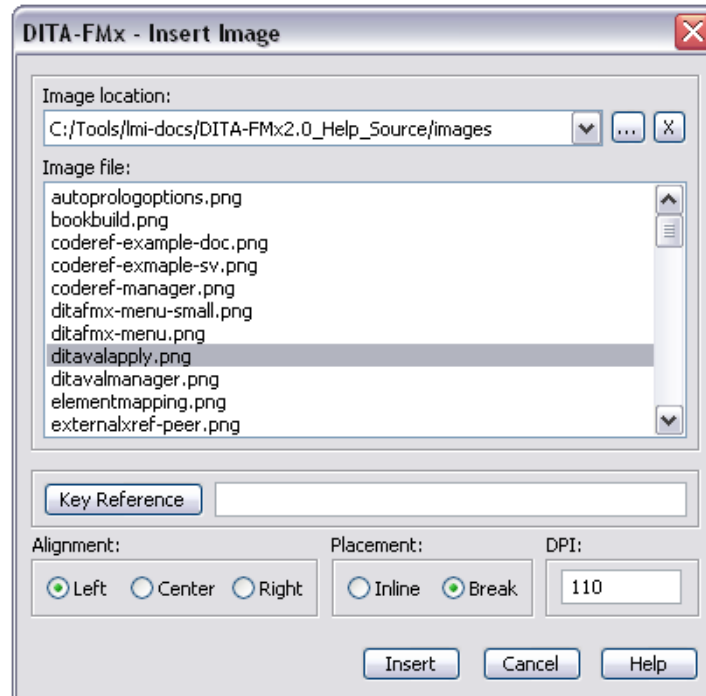 DITA-FMx - Insert Image
Image location:
C:/Tools/lmi-docs/DITA-FMx2.0_Help_Source/images
... X
Image file:
autoprologoptions.png
bookbuild.png
coderef-example-doc.png
coderef-exmaple-sv.png
coderef-manager.png
ditafmx-menu-small.png
ditafmx-menu.png
ditavalapply.png
ditavalmanager.png
elementmapping.png
externalxref-peer.png
Key Reference
Alignment: Placement: DPI:
Left Center Right Inline Break 110
Insert Cancel Help